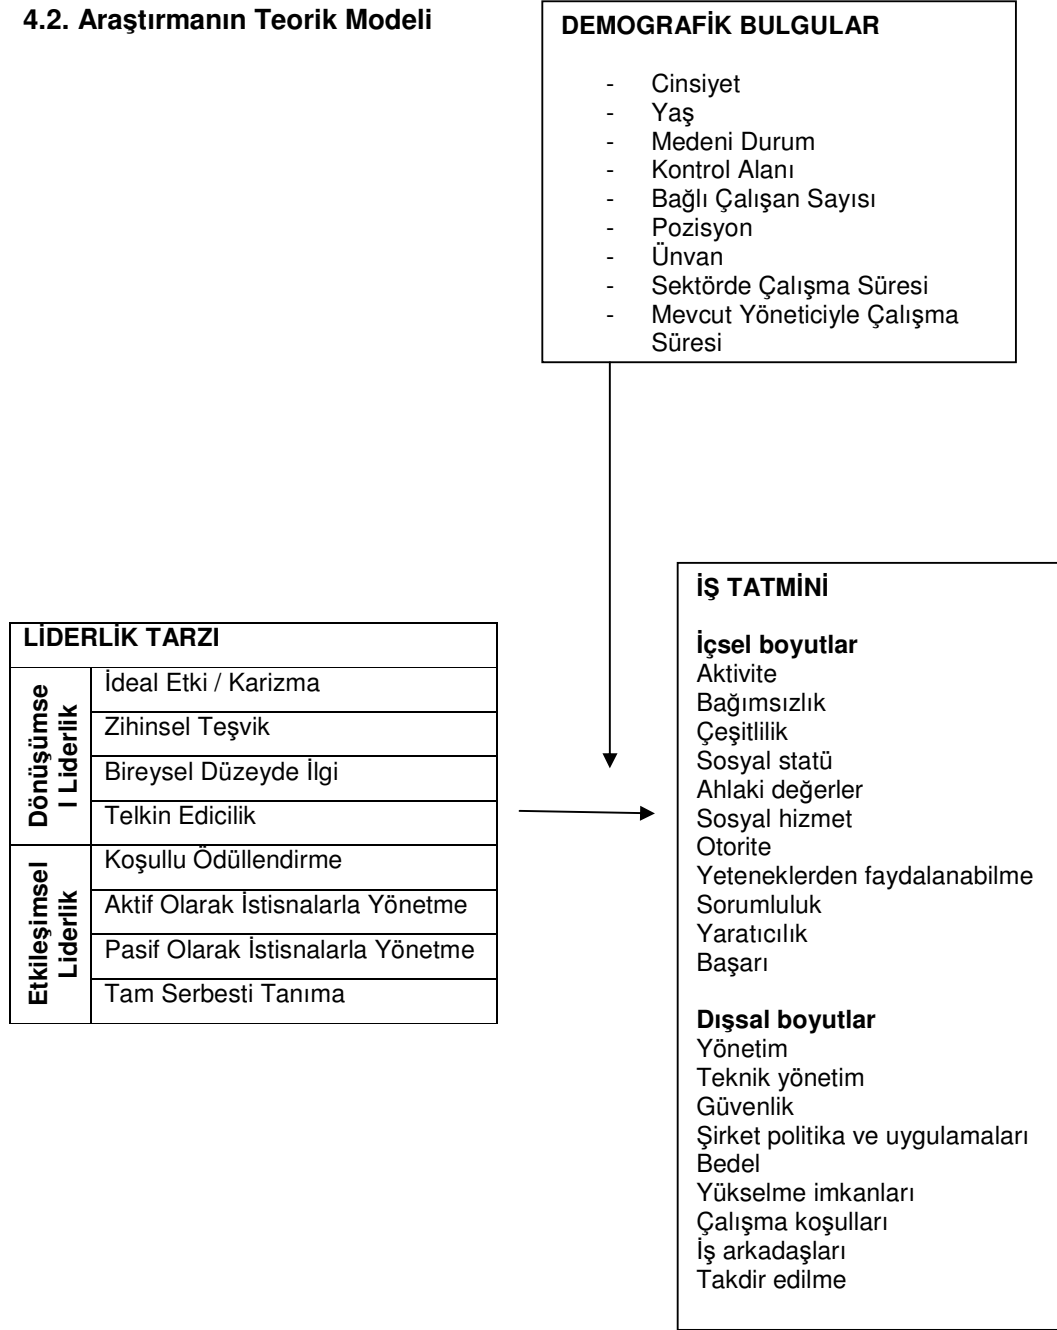 4.2. Araştırmanın Teorik Modeli
DEMOGRAFİK BULGULAR
- Cinsiyet
- Yaş
- Medeni Durum
- Kontrol Alanı
- Bağlı Çalışan Sayısı
- Pozisyon
- Ünvan
- Sektörde Çalışma Süresi
- Mevcut Yöneticiyle Çalışma
Süresi
LİDERLİK TARZI
Dönüşümse
l Liderlik
İdeal Etki / Karizma
Zihinsel Teşvik
Bireysel Düzeyde İlgi
Telkin Edicilik
Etkileşimsel
Liderlik
Koşullu Ödüllendirme
Aktif Olarak İstisnalarla Yönetme
Pasif Olarak İstisnalarla Yönetme
Tam Serbesti Tanıma
İŞ TATMİNİ
İçsel boyutlar
Aktivite
Bağımsızlık
Çeşitlilik
Sosyal statü
Ahlaki değerler
Sosyal hizmet
Otorite
Yeteneklerden faydalanabilme
Sorumluluk
Yaratıcılık
Başarı
Dışsal boyutlar
Yönetim
Teknik yönetim
Güvenlik
Şirket politika ve uygulamaları
Bedel
Yükselme imkanları
Çalışma koşulları
İş arkadaşları
Takdir edilme